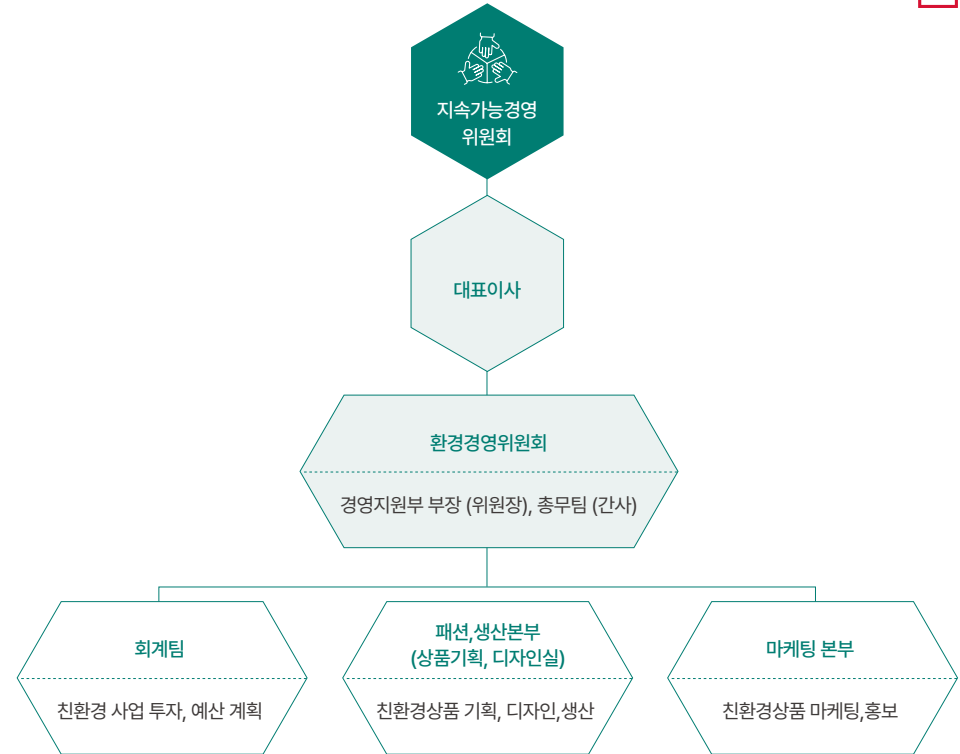 지속가능경영
위원회
대표이사
환경경영위원회
경영지원부 부장 (위원장), 총무팀 (간사)
회계팀
친환경 사업 투자, 예산 계획
패션,생산본부
(상품기획, 디자인실)
친환경상품 기획, 디자인,생산
마케팅 본부
친환경상품 마케팅,홍보